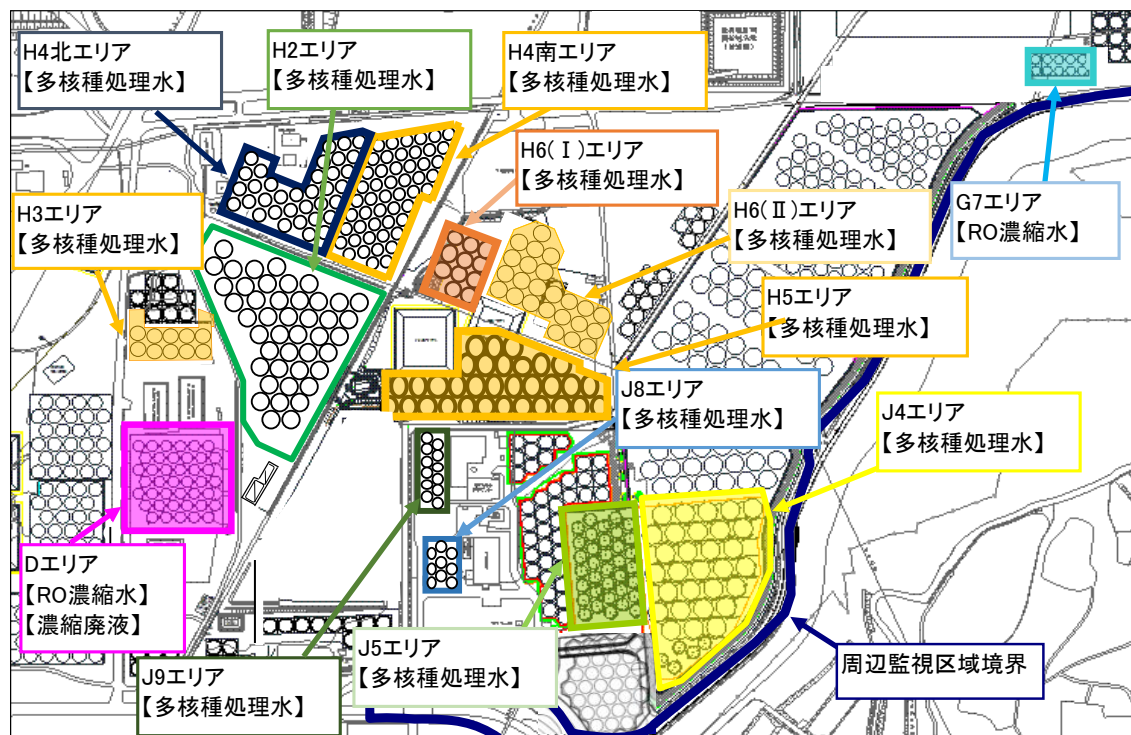 H4北エリア
【多核種処理水】
H2エリア
【多核種処理水】
H4南エリア
【多核種処理水】
H6(Ⅰ)エリア
【多核種処理水】
H3エリア
【多核種処理水】
H6(Ⅱ)エリア
【多核種処理水】
G7エリア
【RO濃縮水】
H5エリア
【多核種処理水】
J8エリア
【多核種処理水】
J4エリア
【多核種処理水】
Dエリア
【RO濃縮水】
【濃縮廃液】
J9エリア
【多核種処理水】
J5エリア
【多核種処理水】
周辺監視区域境界